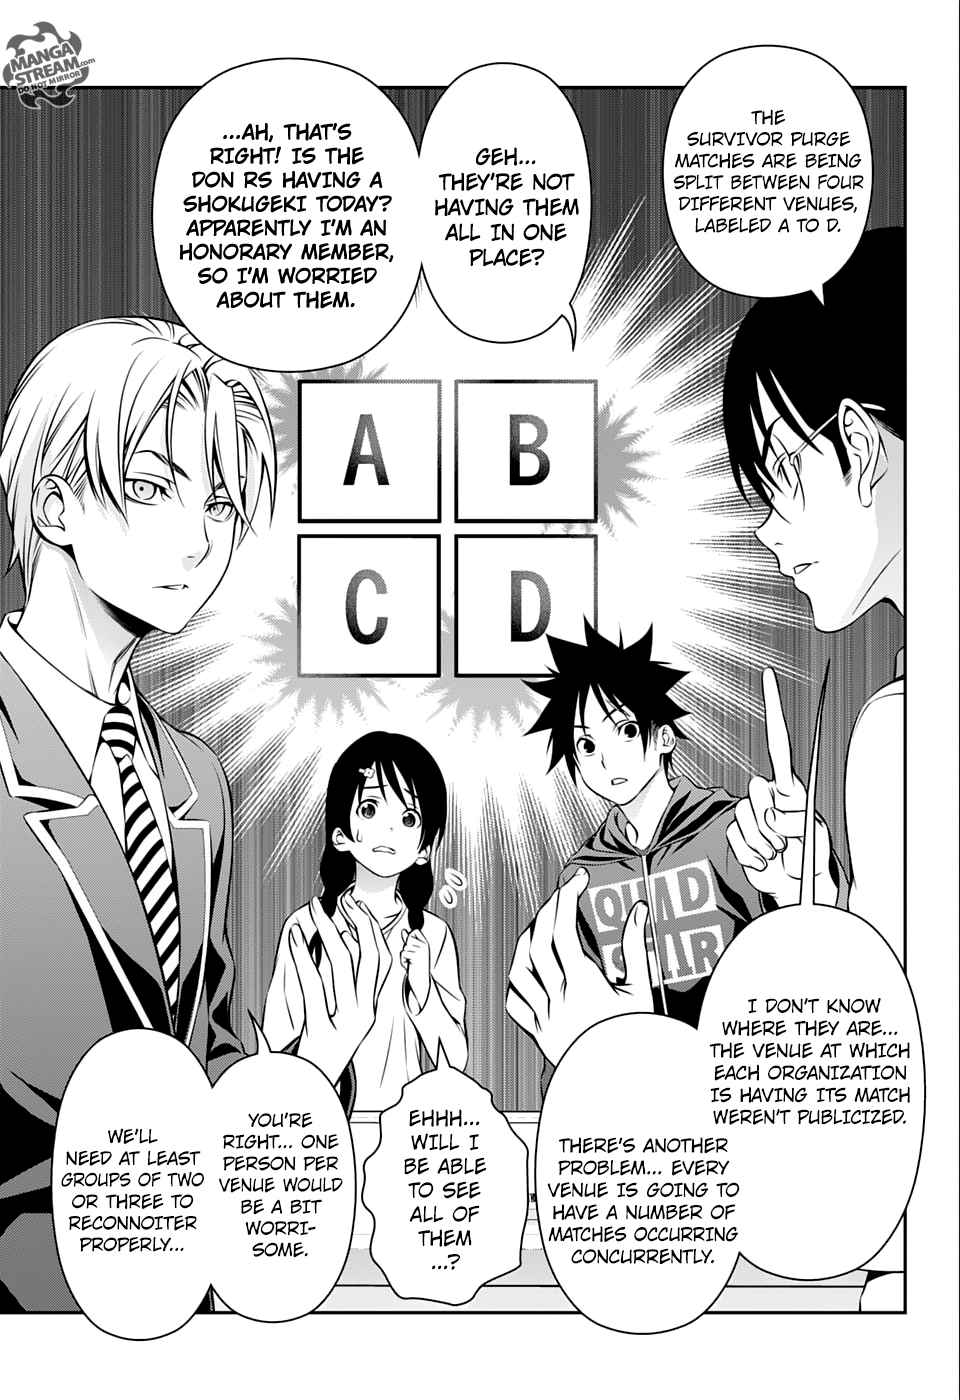 MANGA
STREAM.com
DO NOT MIRROR
THE
SURVIVOR PURGE
MATCHES ARE BEING
SPLIT BETWEEN FOUR
DIFFERENT VENUES,
LABELED A TO D.
GEH...
THEY'RE NOT
HAVING THEM
ALL IN ONE
PLACE?
...AH, THAT'S
RIGHT! IS THE
DON RS HAVING A
SHOKUGEKI TODAY?
APPARENTLY I'M AN
HONORARY MEMBER,
SO I'M WORRIED
ABOUT THEM.
A
B
C
D
QUAD
I DON'T KNOW
WHERE THEY ARE...
THE VENUE AT WHICH
EACH ORGANIZATION
IS HAVING ITS MATCH
WEREN'T PUBLICIZED.
THERE'S ANOTHER
PROBLEM... EVERY
VENUE IS GOING TO
HAVE A NUMBER OF
MATCHES OCCURRING
CONCURRENTLY.
EHHH...
WILL I
BE ABLE
TO SEE
ALL OF
THEM
...?
YOU'RE
RIGHT... ONE
PERSON PER
VENUE WOULD
BE A BIT
WORRI-
SOME.
WE'LL
NEED AT LEAST
GROUPS OF TWO
OR THREE TO
RECONNOITER
PROPERLY...